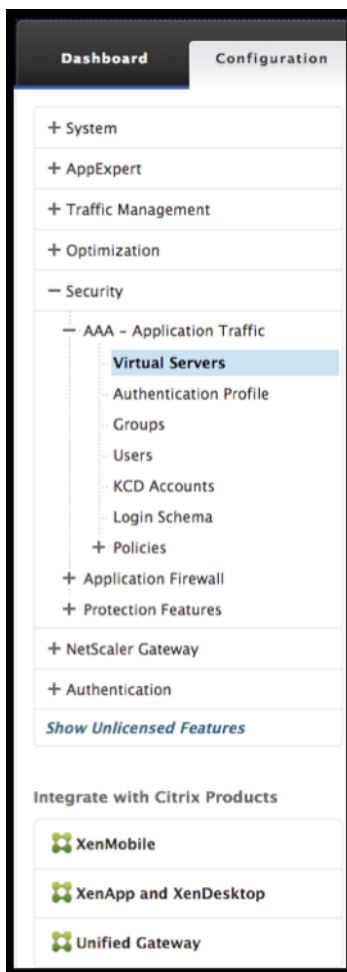 Dashboard Configuration
+ System
+ AppExpert
+ Traffic Management
+ Optimization
− Security
− AAA – Application Traffic
Virtual Servers
Authentication Profile
Groups
Users
KCD Accounts
Login Schema
+ Policies
+ Application Firewall
+ Protection Features
+ NetScaler Gateway
+ Authentication
Show Unlicensed Features
Integrate with Citrix Products
XenMobile
XenApp and XenDesktop
Unified Gateway